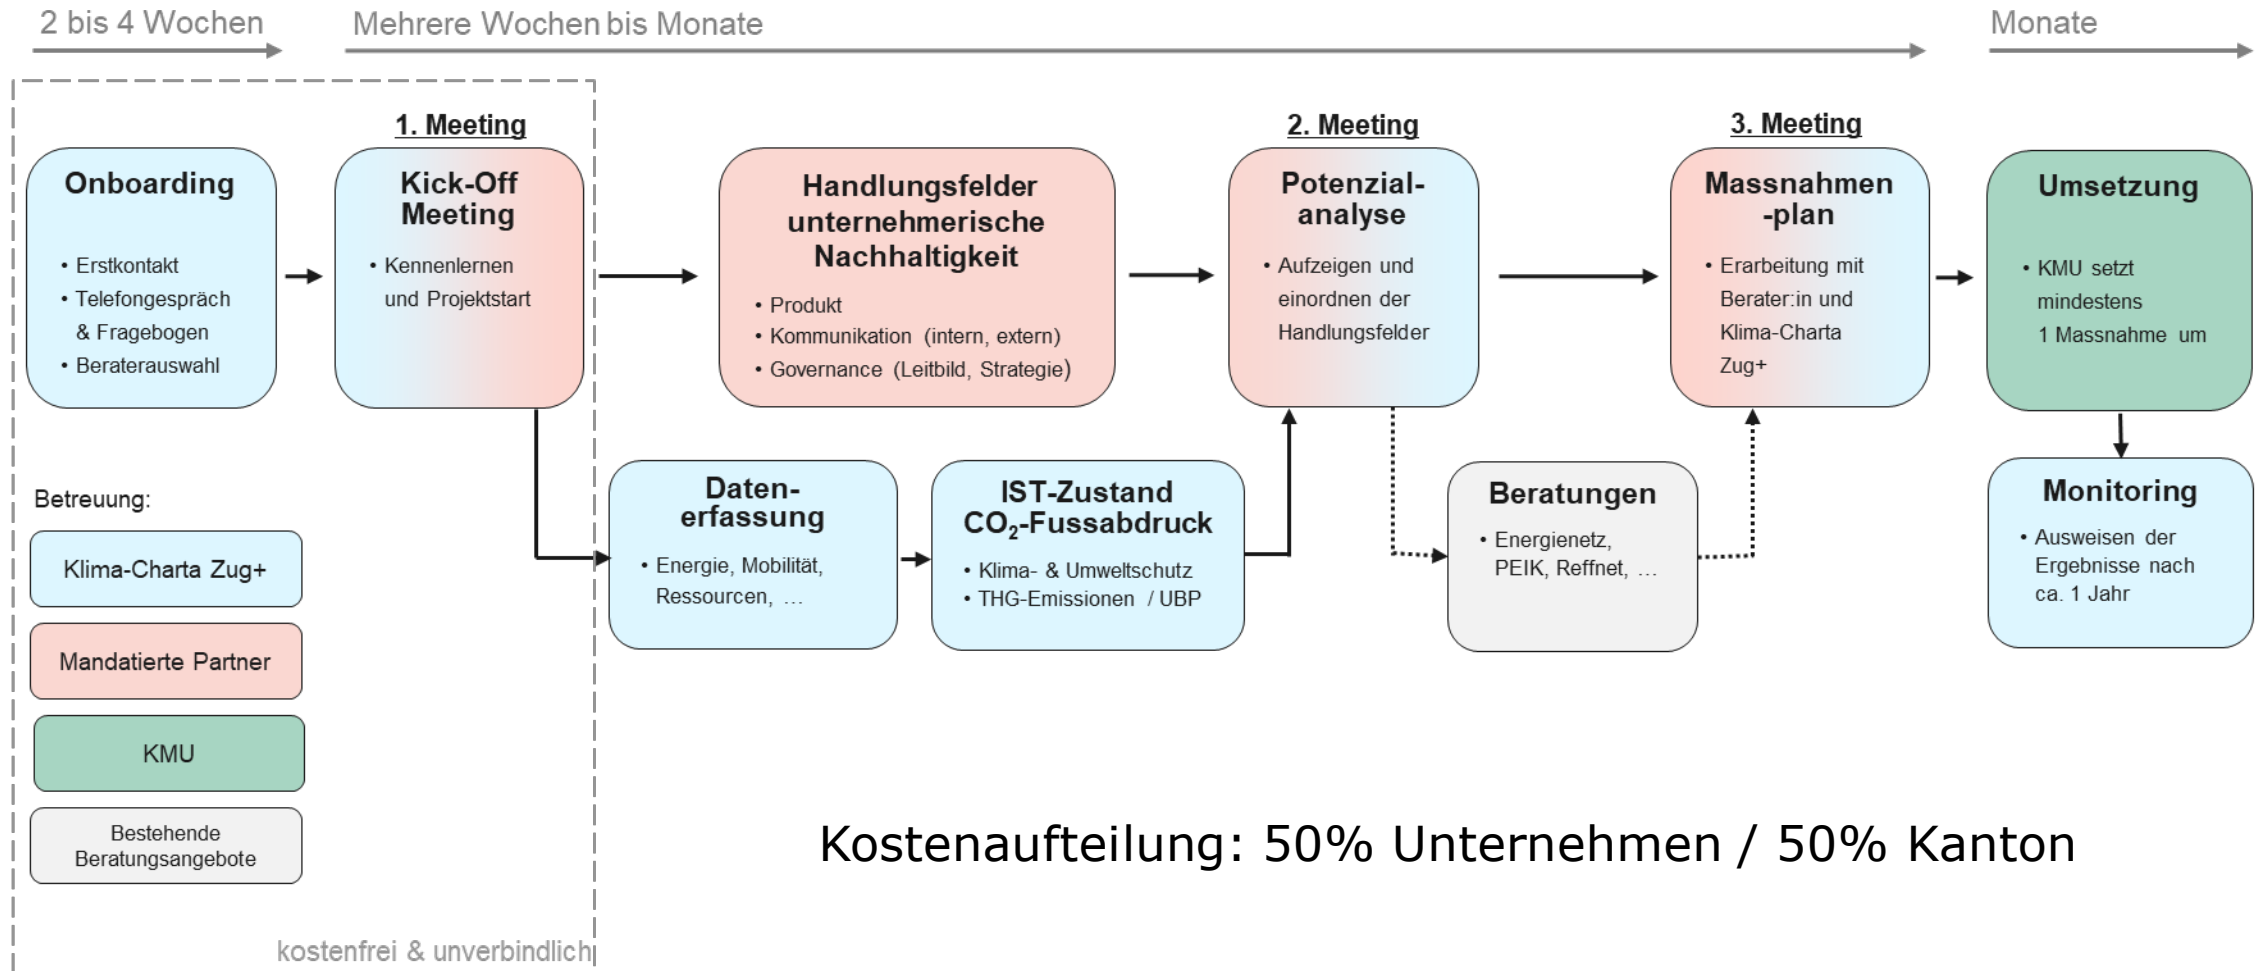 2 bis 4 Wochen
Mehrere Wochen bis Monate
Monate
1. Meeting
2. Meeting
3. Meeting
Onboarding
• Erstkontakt
• Telefongespräch
& Fragebogen
• Beraterauswahl
Kick-Off
Meeting
• Kennenlernen
und Projektstart
Handlungsfelder
unternehmerische
Nachhaltigkeit
• Produkt
• Kommunikation (intern, extern)
• Governance (Leitbild, Strategie)
Potenzial-
analyse
• Aufzeigen und
einordnen der
Handlungsfelder
Massnahmen
-plan
• Erarbeitung mit
Berater:in und
Klima-Charta
Zug+
Umsetzung
• KMU setzt
mindestens
1 Massnahme um
Daten-
erfassung
• Energie, Mobilität,
Ressourcen, …
IST-Zustand
CO₂-Fussabdruck
• Klima- & Umweltschutz
• THG-Emissionen / UBP
Beratungen
• Energienetz,
PEIK, Reffnet, …
Monitoring
• Ausweisen der
Ergebnisse nach
ca. 1 Jahr
Betreuung:
Klima-Charta Zug+
Mandatierte Partner
KMU
Bestehende
Beratungsangebote
Kostenaufteilung: 50% Unternehmen / 50% Kanton
kostenfrei & unverbindlich